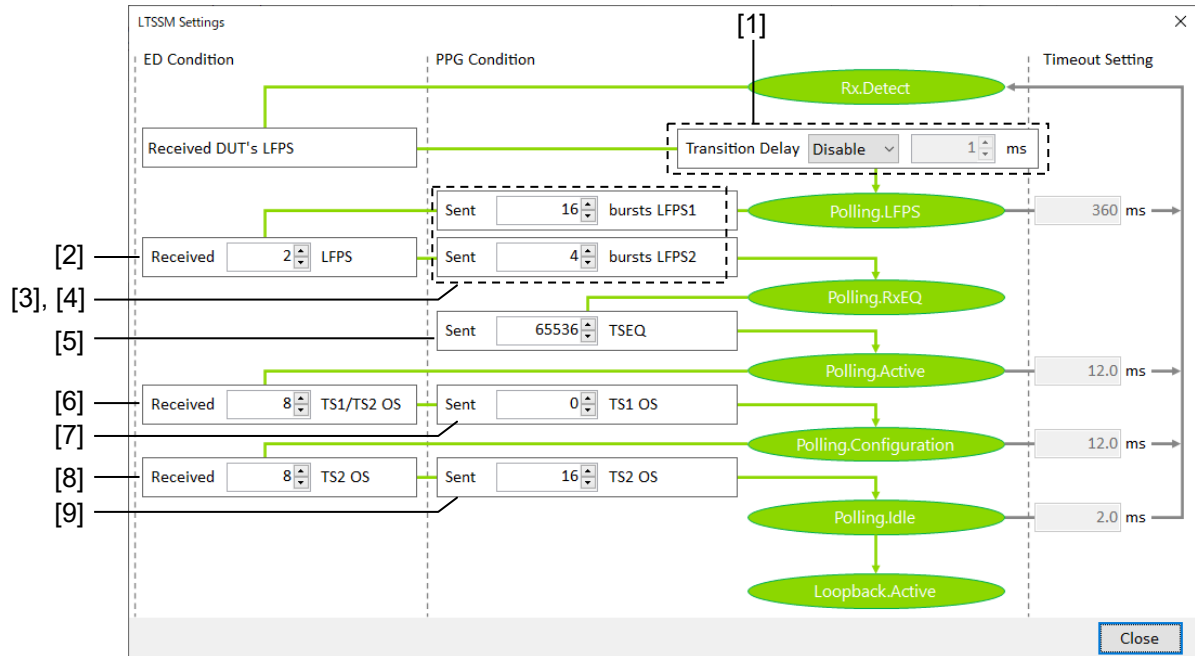 LTSSM Settings
[1]
ED Condition
PPG Condition
Timeout Setting
Rx.Detect
Received DUT's LFPS
Transition Delay Disable 1 ms
Sent 16 bursts LFPS1
Polling.LFPS
360 ms
[2]
Received 2 LFPS
Sent 4 bursts LFPS2
[3], [4]
Polling.RxEQ
[5]
Sent 65536 TSEQ
Polling.Active
12.0 ms
[6]
Received 8 TS1/TS2 OS
Sent 0 TS1 OS
[7]
Polling.Configuration
12.0 ms
[8]
Received 8 TS2 OS
Sent 16 TS2 OS
[9]
Polling.Idle
2.0 ms
Loopback.Active
Close